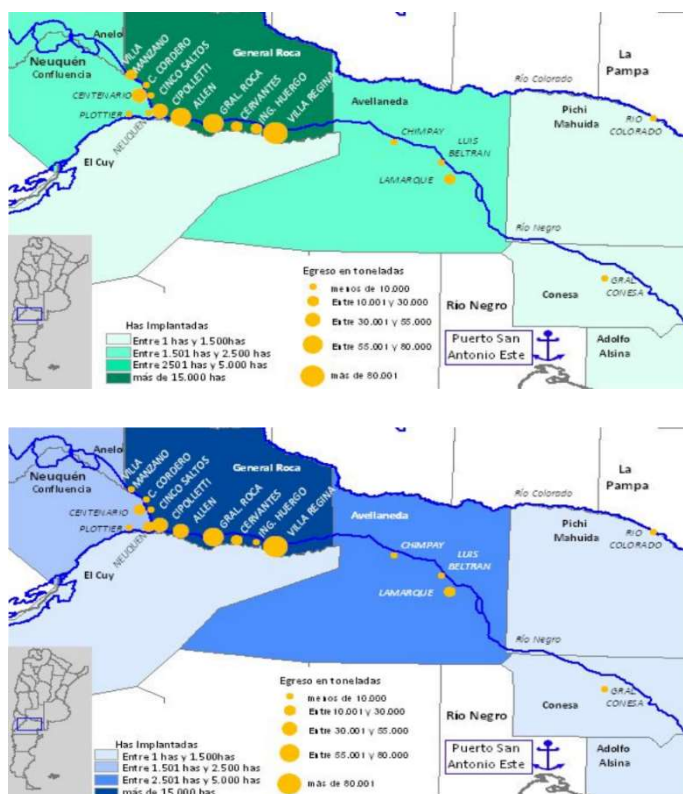 Anelo
Neuquén
Confluencia
VILLA
MANZANO
C. CORDERO
CINCO SALTOS
CENTENARIO
CIPOLLETTI
PLOTTIER
ALLEN
NEUQUEN
GRAL. ROCA
CERVANTES
ING. HUERGO
VILLA REGINA
General Roca
Avellaneda
CHIMPAY
LUIS
BELTRAN
LAMARQUE
El Cuy
La
Pampa
Río Colorado
Pichi
Mahuida
RIO
COLORADO
Río Negro
Conesa
GRAL
CONESA
Río Negro
Adolfo
Alsina
Puerto San
Antonio Este
Egreso en toneladas
menos de 10.000
Entre 10.001 y 30.000
Entre 30.001 y 55.000
Entre 55.001 y 80.000
más de 80.001
Has Implantadas
Entre 1 has y 1.500has
Entre 1.501 has y 2.500 has
Entre 2501 has y 5.000 has
más de 15.000 has
Anelo
Neuquén
Confluencia
VILLA
MANZANO
C. CORDERO
CINCO SALTOS
CENTENARIO
CIPOLLETTI
PLOTTIER
ALLEN
NEUQUEN
GRAL. ROCA
CERVANTES
ING. HUERGO
VILLA REGINA
General Roca
Avellaneda
CHIMPAY
LUIS
BELTRAN
LAMARQUE
El Cuy
La
Pampa
Río Colorado
Pichi
Mahuida
RIO
COLORADO
Río Negro
Conesa
GRAL
CONESA
Río Negro
Adolfo
Alsina
Puerto San
Antonio Este
Egreso en toneladas
menos de 10.000
Entre 10.001 y 30.000
Entre 30.001 y 55.000
Entre 55.001 y 80.000
más de 80.001
Has Implantadas
Entre 1 has y 1.500has
Entre 1.501 has y 2.500 has
Entre 2.501 has y 5.000 has
más de 15.000 has